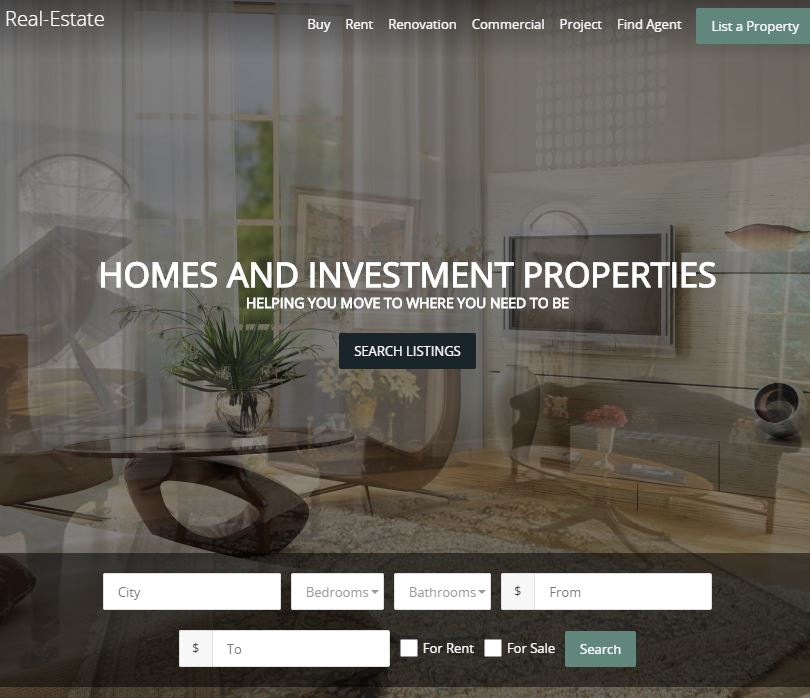 Real-Estate
Buy Rent Renovation Commercial Project Find Agent List a Property
HOMES AND INVESTMENT PROPERTIES
HELPING YOU MOVE TO WHERE YOU NEED TO BE
SEARCH LISTINGS
City Bedrooms Bathrooms $ From
$ To For Rent For Sale Search